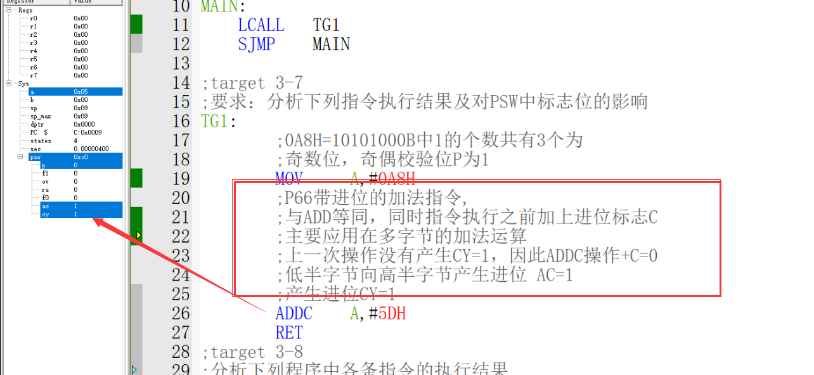 Register
Value
Regs
r0 0x00
r1 0x00
r2 0x00
r3 0x00
r4 0x00
r5 0x00
r6 0x00
r7 0x00
Sys
a 0x05
b 0x00
sp 0x09
sp_max 0x09
dptr 0x0000
PC $ C:0x0009
states 4
sec 0.00000400
psw 0xc0
p 0
f1 0
ov 0
rs 0
f0 0
ac 1
cy 1
10 MAIN:
11 LCALL TG1
12 SJMP MAIN
13
14 ;target 3-7
15 ;要求：分析下列指令执行结果及对PSW中标志位的影响
16 TG1:
17 ;0A8H=10101000B中1的个数共有3个为
18 ;奇数位，奇偶校验位P为1
19 MOV A,#0A8H
20 ;P66带进位的加法指令,
21 ;与ADD等同，同时指令执行之前加上进位标志C
22 ;主要应用在多字节的加法运算
23 ;上一次操作没有产生CY=1，因此ADDC操作+C=0
24 ;低半字节向高半字节产生进位 AC=1
25 ;产生进位CY=1
26 ADDC A,#5DH
27 RET
28 ;target 3-8
29 ;分析下列程序中各条指令的执行结果